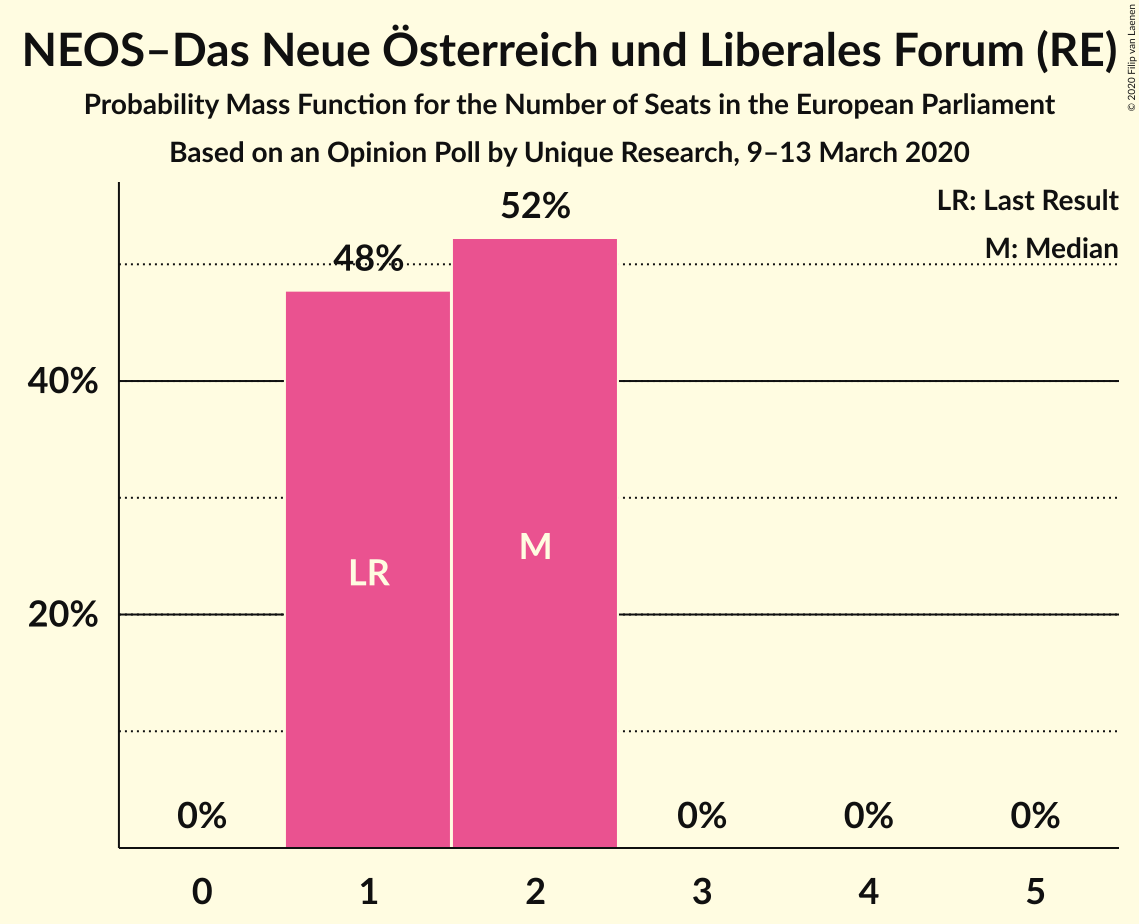 NEOS–Das Neue Österreich und Liberales Forum (RE)
Probability Mass Function for the Number of Seats in the European Parliament
Based on an Opinion Poll by Unique Research, 9–13 March 2020
© 2020 Filip van Laenen
LR: Last Result
M: Median
52%
48%
40%
20%
LR
M
0%
0%
0%
0%
0
1
2
3
4
5